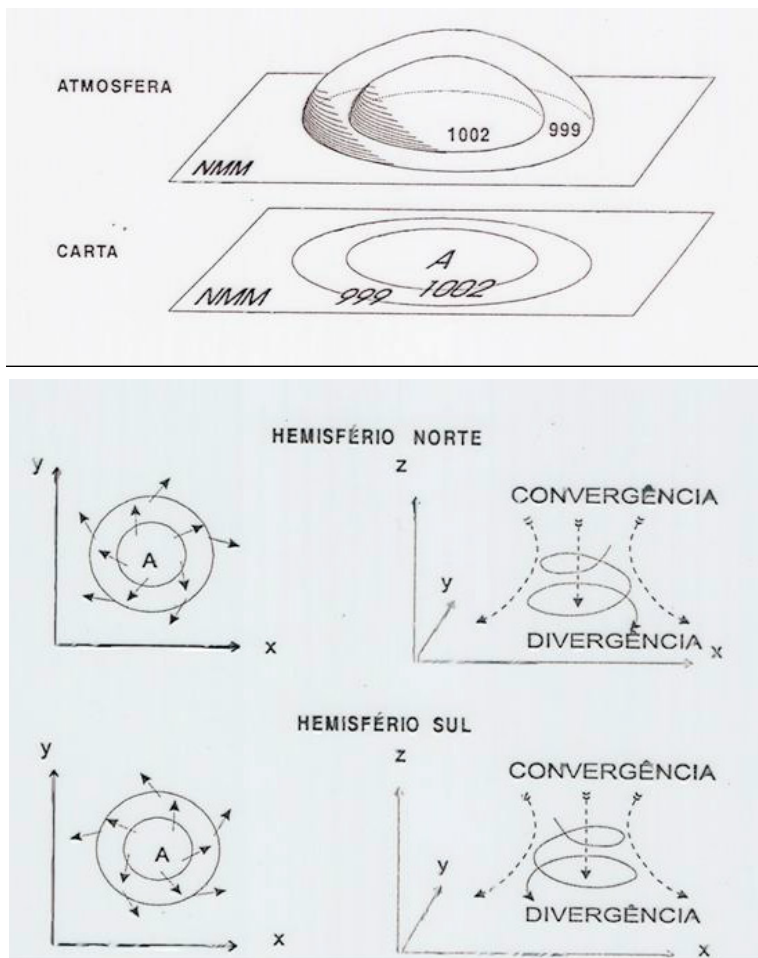 ATMOSFERA
1002 999
NMM
CARTA
A
NMM 999 1002
HEMISFÉRIO NORTE
y
A
x
z
CONVERGÊNCIA
y
DIVERGÊNCIA x
HEMISFÉRIO SUL
y
A
x
z
CONVERGÊNCIA
y
DIVERGÊNCIA
x